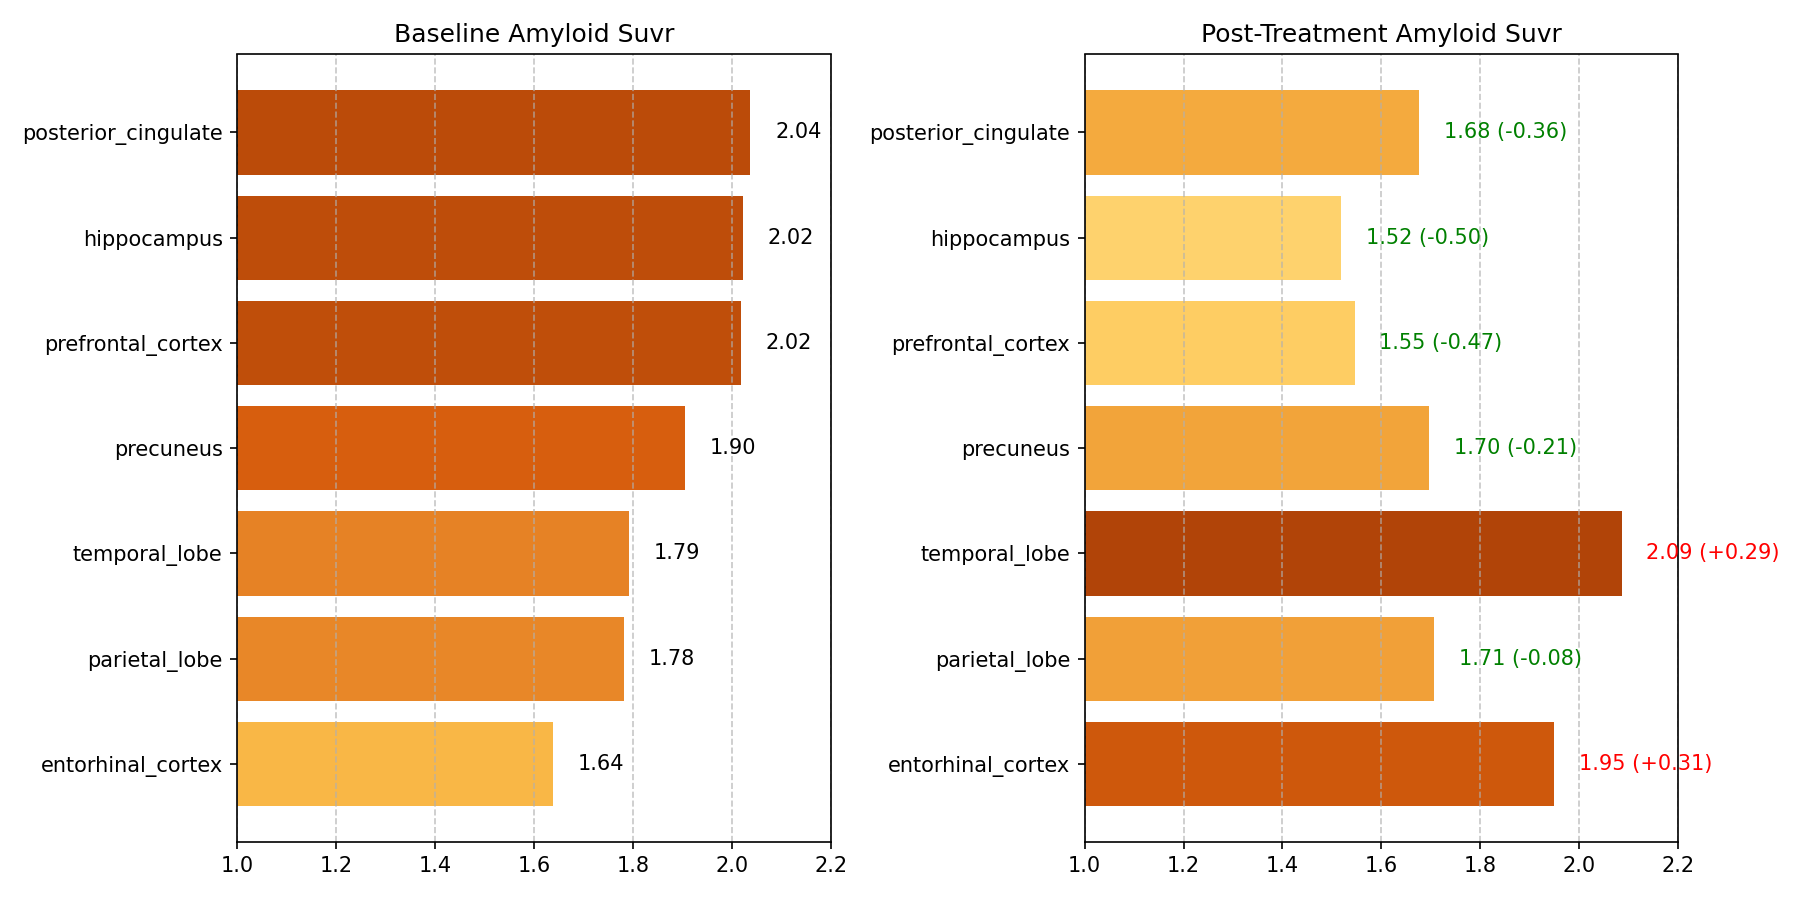 Baseline Amyloid Suvr
posterior_cingulate
2.04
hippocampus
2.02
prefrontal_cortex
2.02
precuneus
1.90
temporal_lobe
1.79
parietal_lobe
1.78
entorhinal_cortex
1.64
1.0 1.2 1.4 1.6 1.8 2.0 2.2
Post-Treatment Amyloid Suvr
posterior_cingulate
1.68 (-0.36)
hippocampus
1.52 (-0.50)
prefrontal_cortex
1.55 (-0.47)
precuneus
1.70 (-0.21)
temporal_lobe
2.09 (+0.29)
parietal_lobe
1.71 (-0.08)
entorhinal_cortex
1.95 (+0.31)
1.0 1.2 1.4 1.6 1.8 2.0 2.2